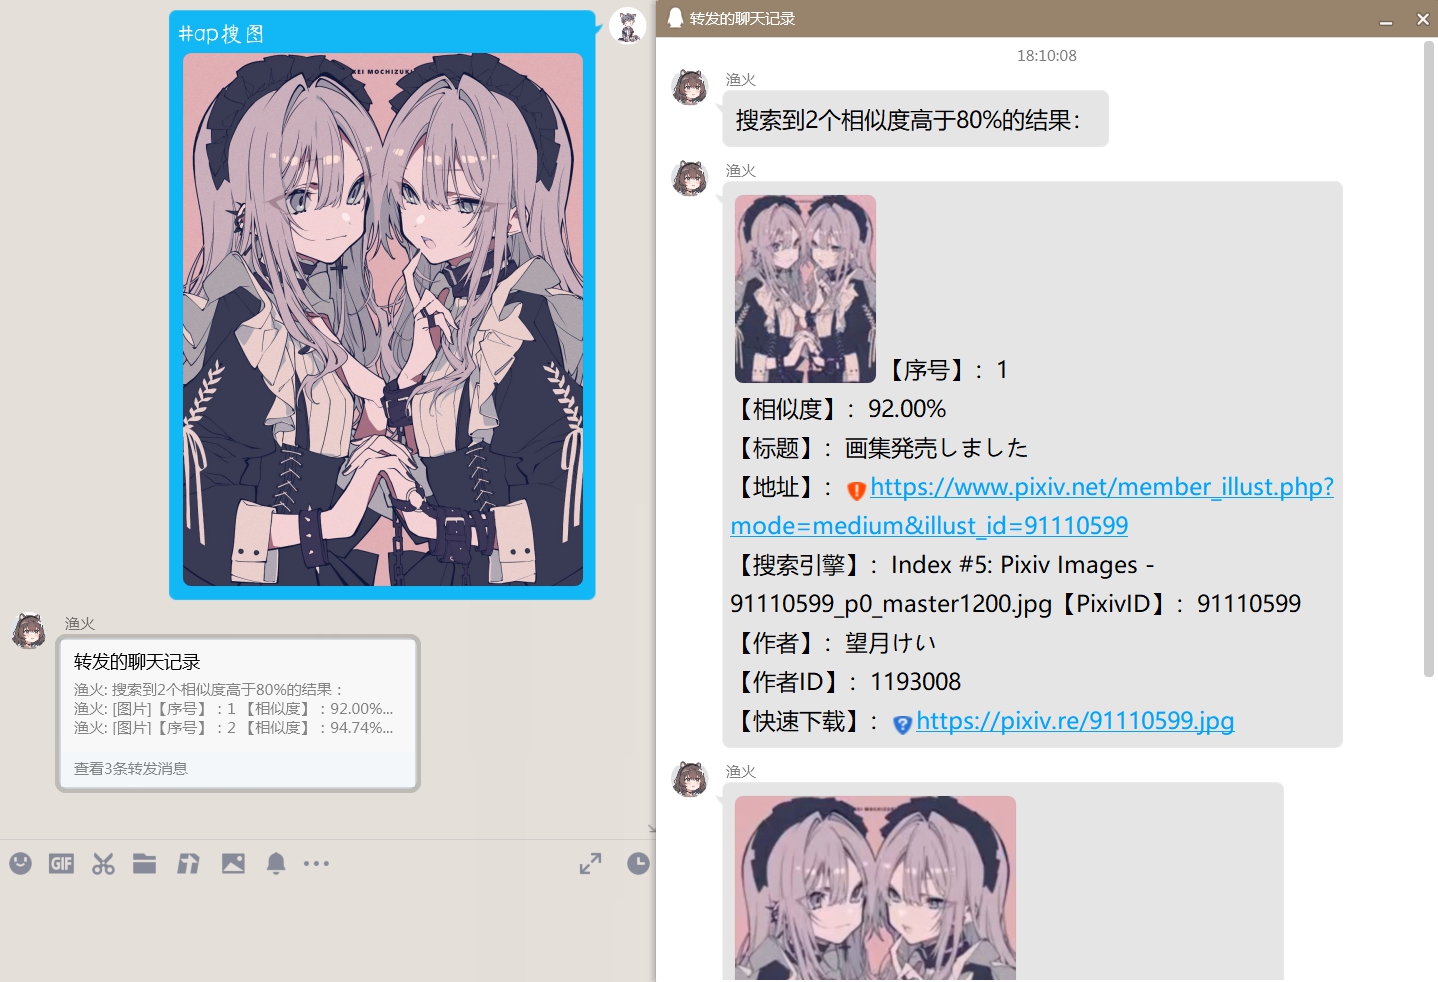 #ap搜图
KEI MOCHIZUKI
渔火
转发的聊天记录
渔火: 搜索到2个相似度高于80%的结果：
渔火: [图片]【序号】：1 【相似度】：92.00%...
渔火: [图片]【序号】：2 【相似度】：94.74%...
查看3条转发消息
GIF
转发的聊天记录
18:10:08
渔火
搜索到2个相似度高于80%的结果：
渔火
【序号】：1
【相似度】：92.00%
【标题】：画集発売しました
【地址】：https://www.pixiv.net/member_illust.php?
mode=medium&illust_id=91110599
【搜索引擎】：Index #5: Pixiv Images -
91110599_p0_master1200.jpg【PixivID】：91110599
【作者】：望月けい
【作者ID】：1193008
【快速下载】：https://pixiv.re/91110599.jpg
渔火
KEI MOCHIZUKI